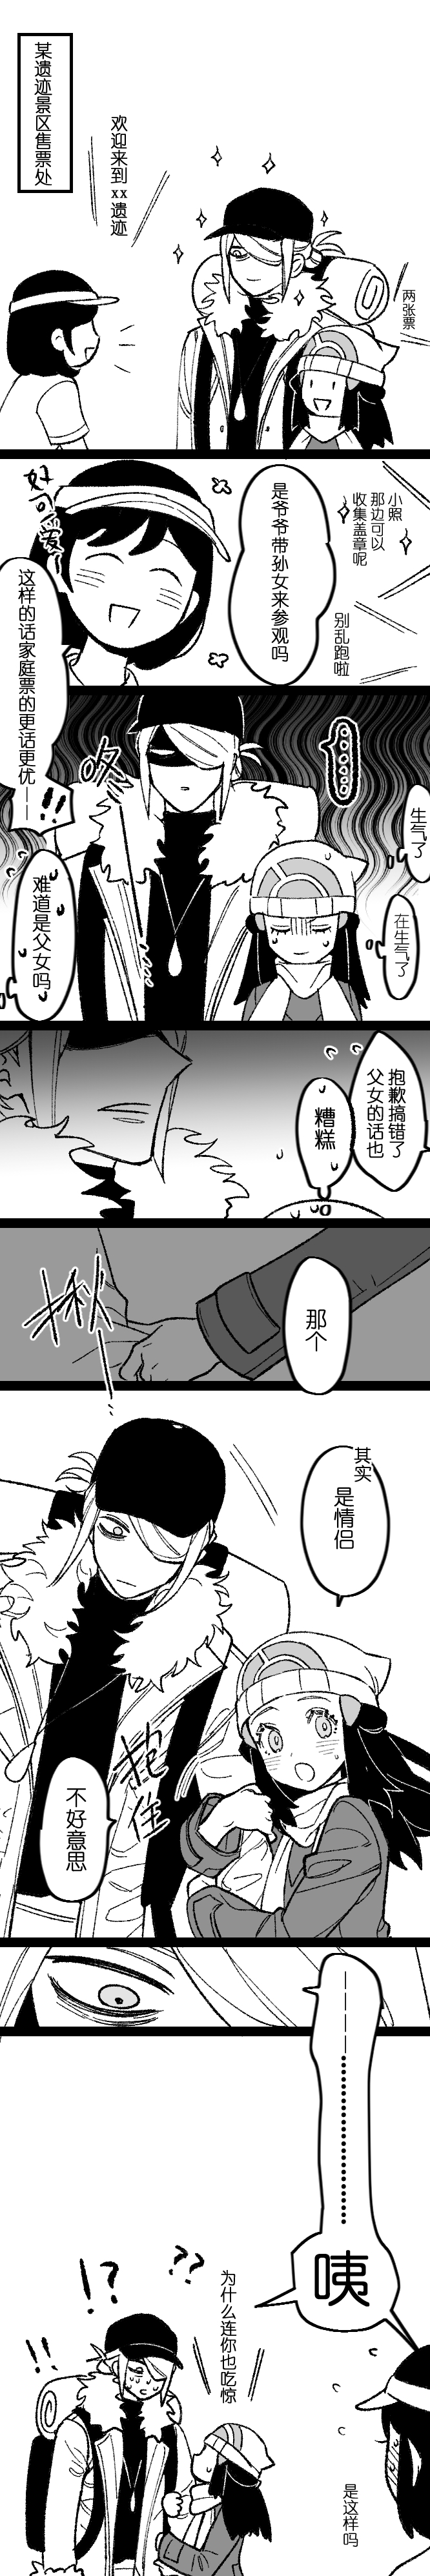 某遗迹景区售票处
欢迎来到xx遗迹
两张票
小照
那边可以
收集盖章呢
别乱跑啦
是爷爷带孙女来参观吗
好可爱~
这样的话家庭票的更话更优——
!!
咚
生气了
在生气了
难道是父女吗
抱歉搞错了
父女的话也
糟糕
那个
揪
其实
是情侣
抱住
不好意思
————…………………
咦
!?
??
!!
为什么连你也吃惊
是这样吗